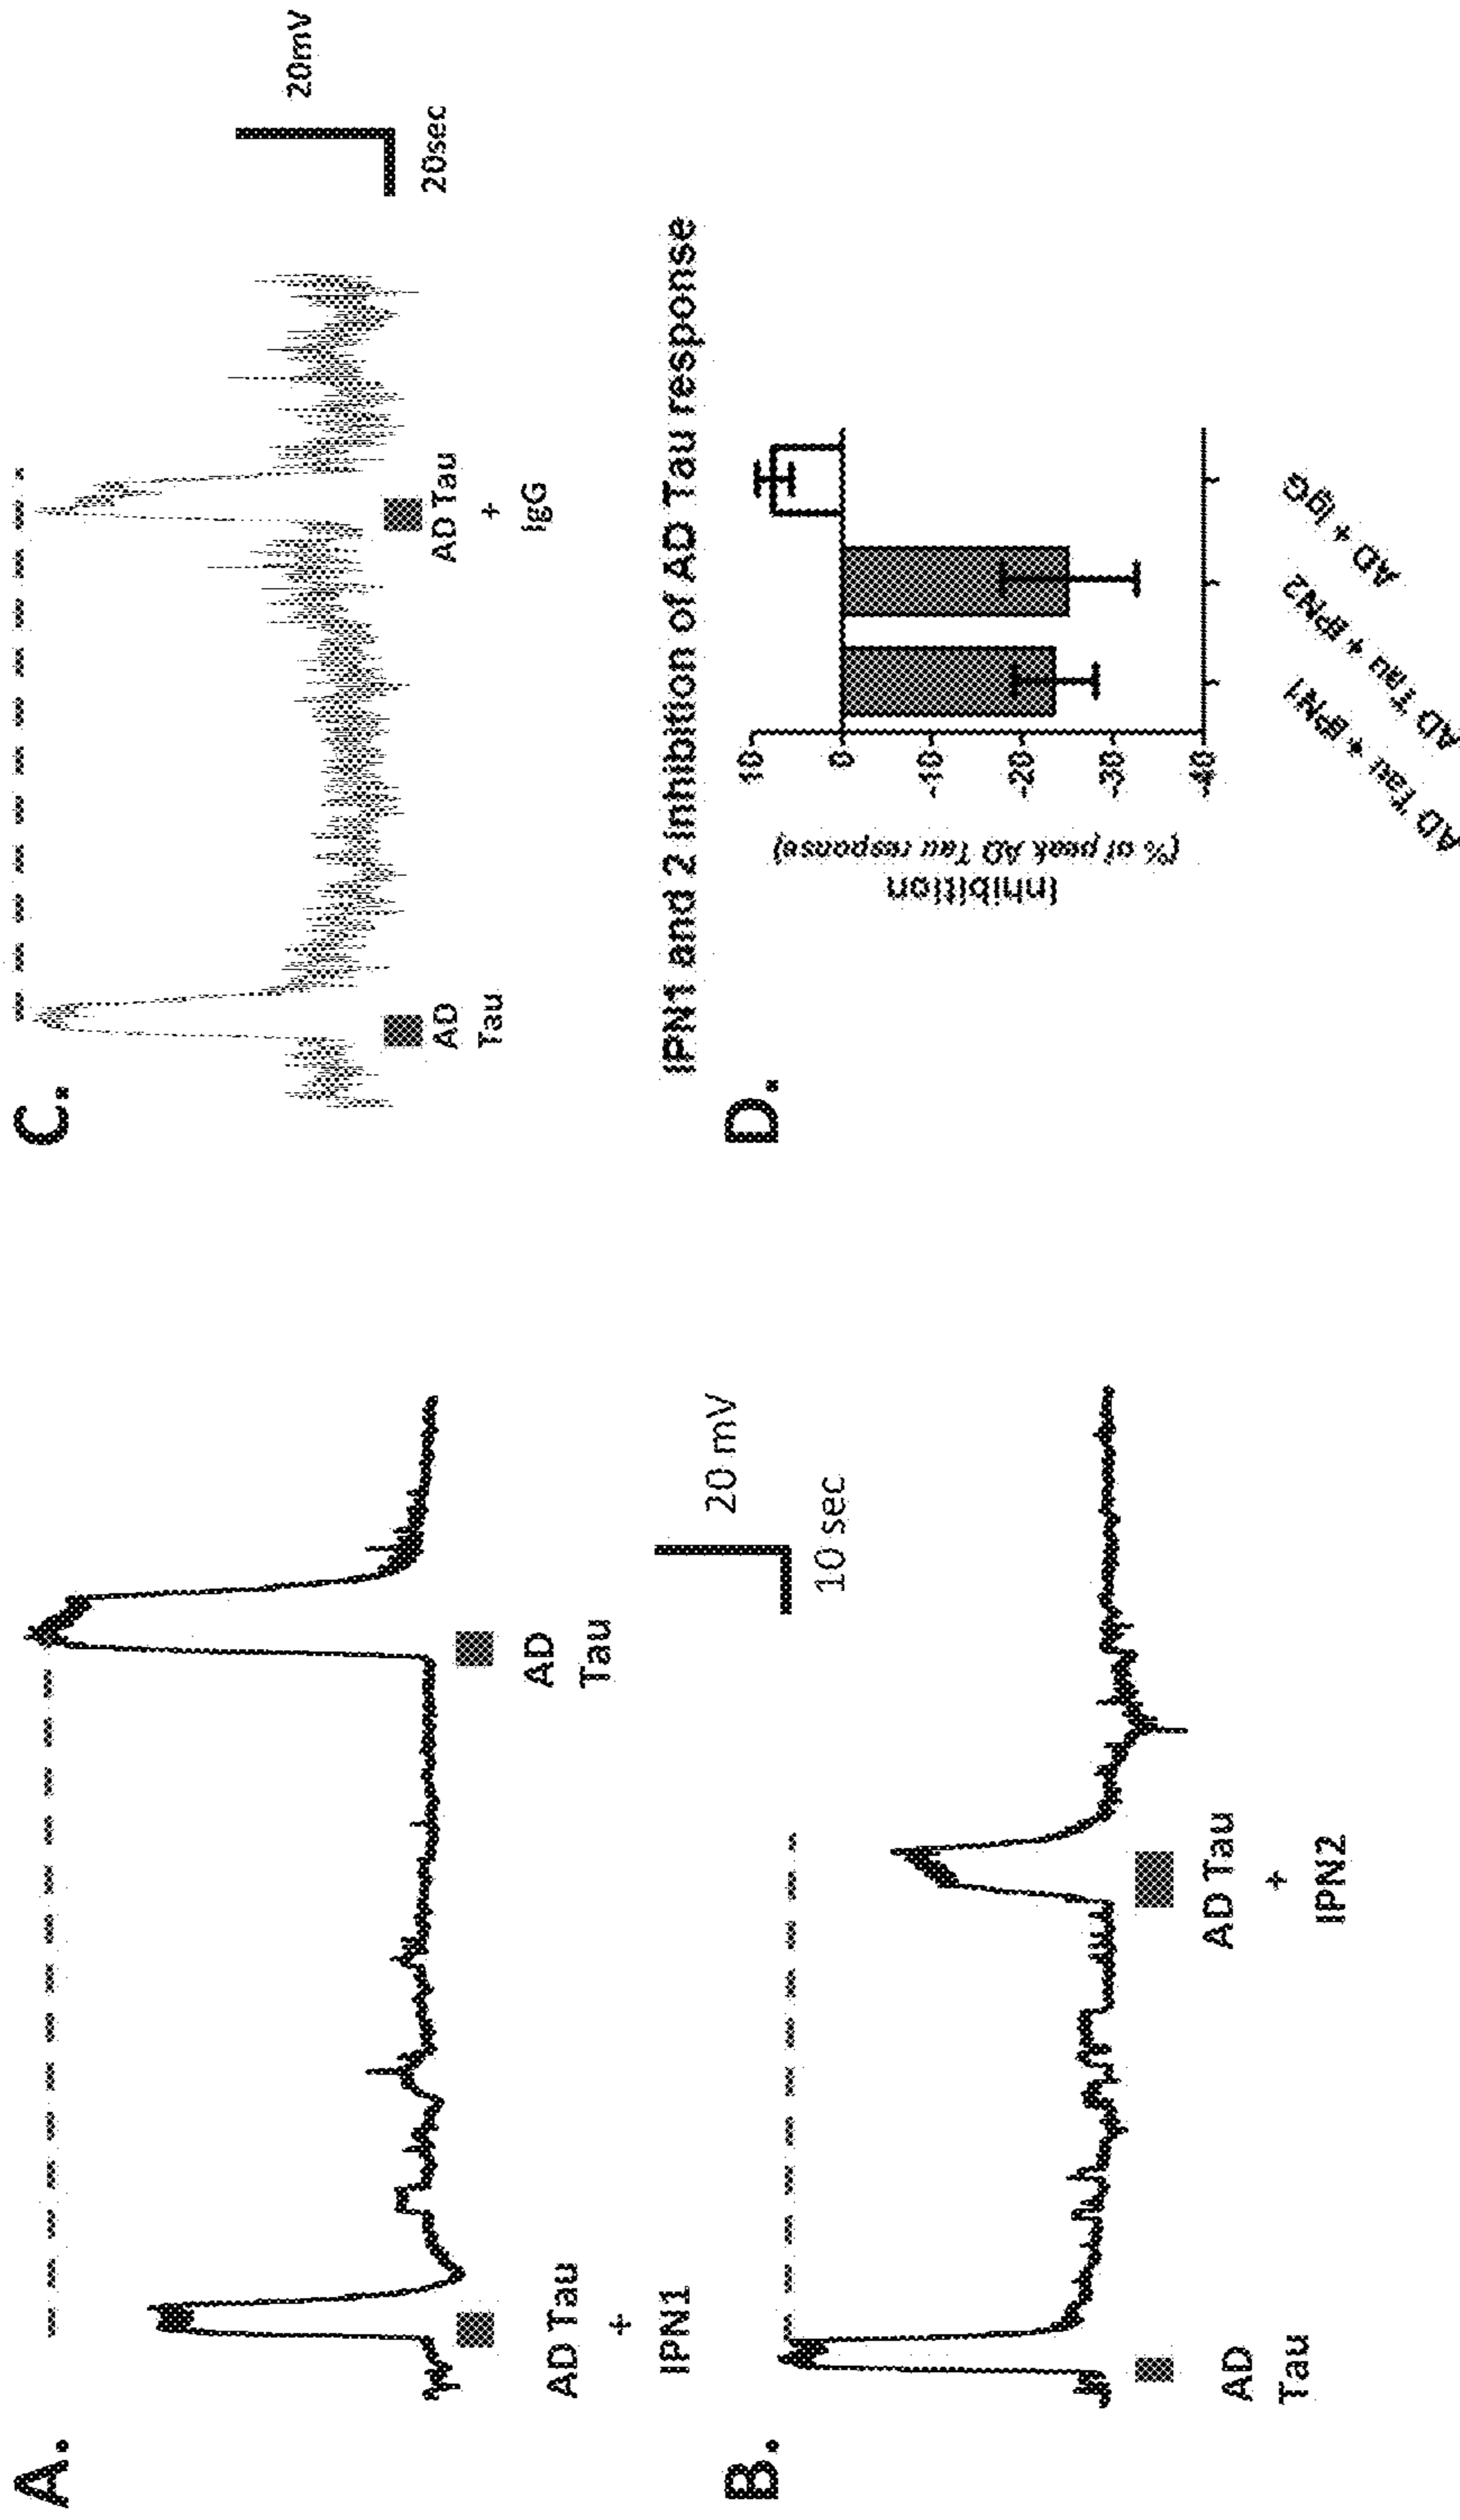 A.
AD Tau
+
IPN1
AD
Tau
20 mV
10 sec
B.
AD
Tau
AD Tau
+
IPN2
C.
AD
Tau
AD Tau
+
IgG
20mV
20sec
D.
IPN1 and 2 inhibition of AD Tau response
Inhibition
(% of peak AD Tau response)
10
0
-10
-20
-30
-40
AD Tau + IPN1
AD Tau + IPN2
AD + IgG